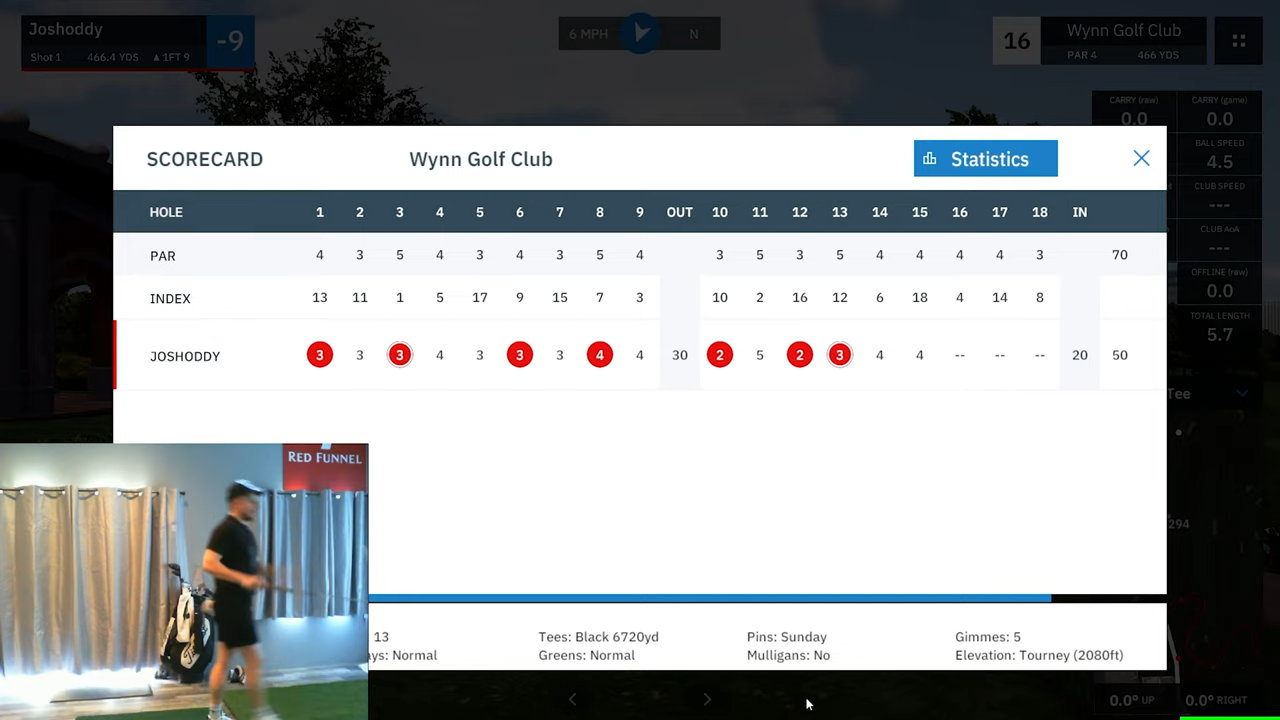 Joshoddy
-9
Shot 1 466.4 YDS ▲1FT 9
6 MPH N
16 Wynn Golf Club
PAR 4 466 YDS
CARRY (raw) CARRY (game)
0.0 0.0
BALL SPEED
4.5
CLUB SPEED
---
CLUB AoA
---
OFFLINE (raw)
0.0
TOTAL LENGTH
5.7
Tee
294
SCORECARD Wynn Golf Club Statistics
HOLE 1 2 3 4 5 6 7 8 9 OUT 10 11 12 13 14 15 16 17 18 IN
PAR 4 3 5 4 3 4 3 5 4 3 5 3 5 4 4 4 4 3 70
INDEX 13 11 1 5 17 9 15 7 3 10 2 16 12 6 18 4 14 8
JOSHODDY 3 3 3 4 3 3 3 4 4 30 2 5 2 3 4 4 -- -- -- 20 50
RED FUNNEL
13 Tees: Black 6720yd Pins: Sunday Gimmes: 5
ays: Normal Greens: Normal Mulligans: No Elevation: Tourney (2080ft)
0.0° UP 0.0° RIGHT